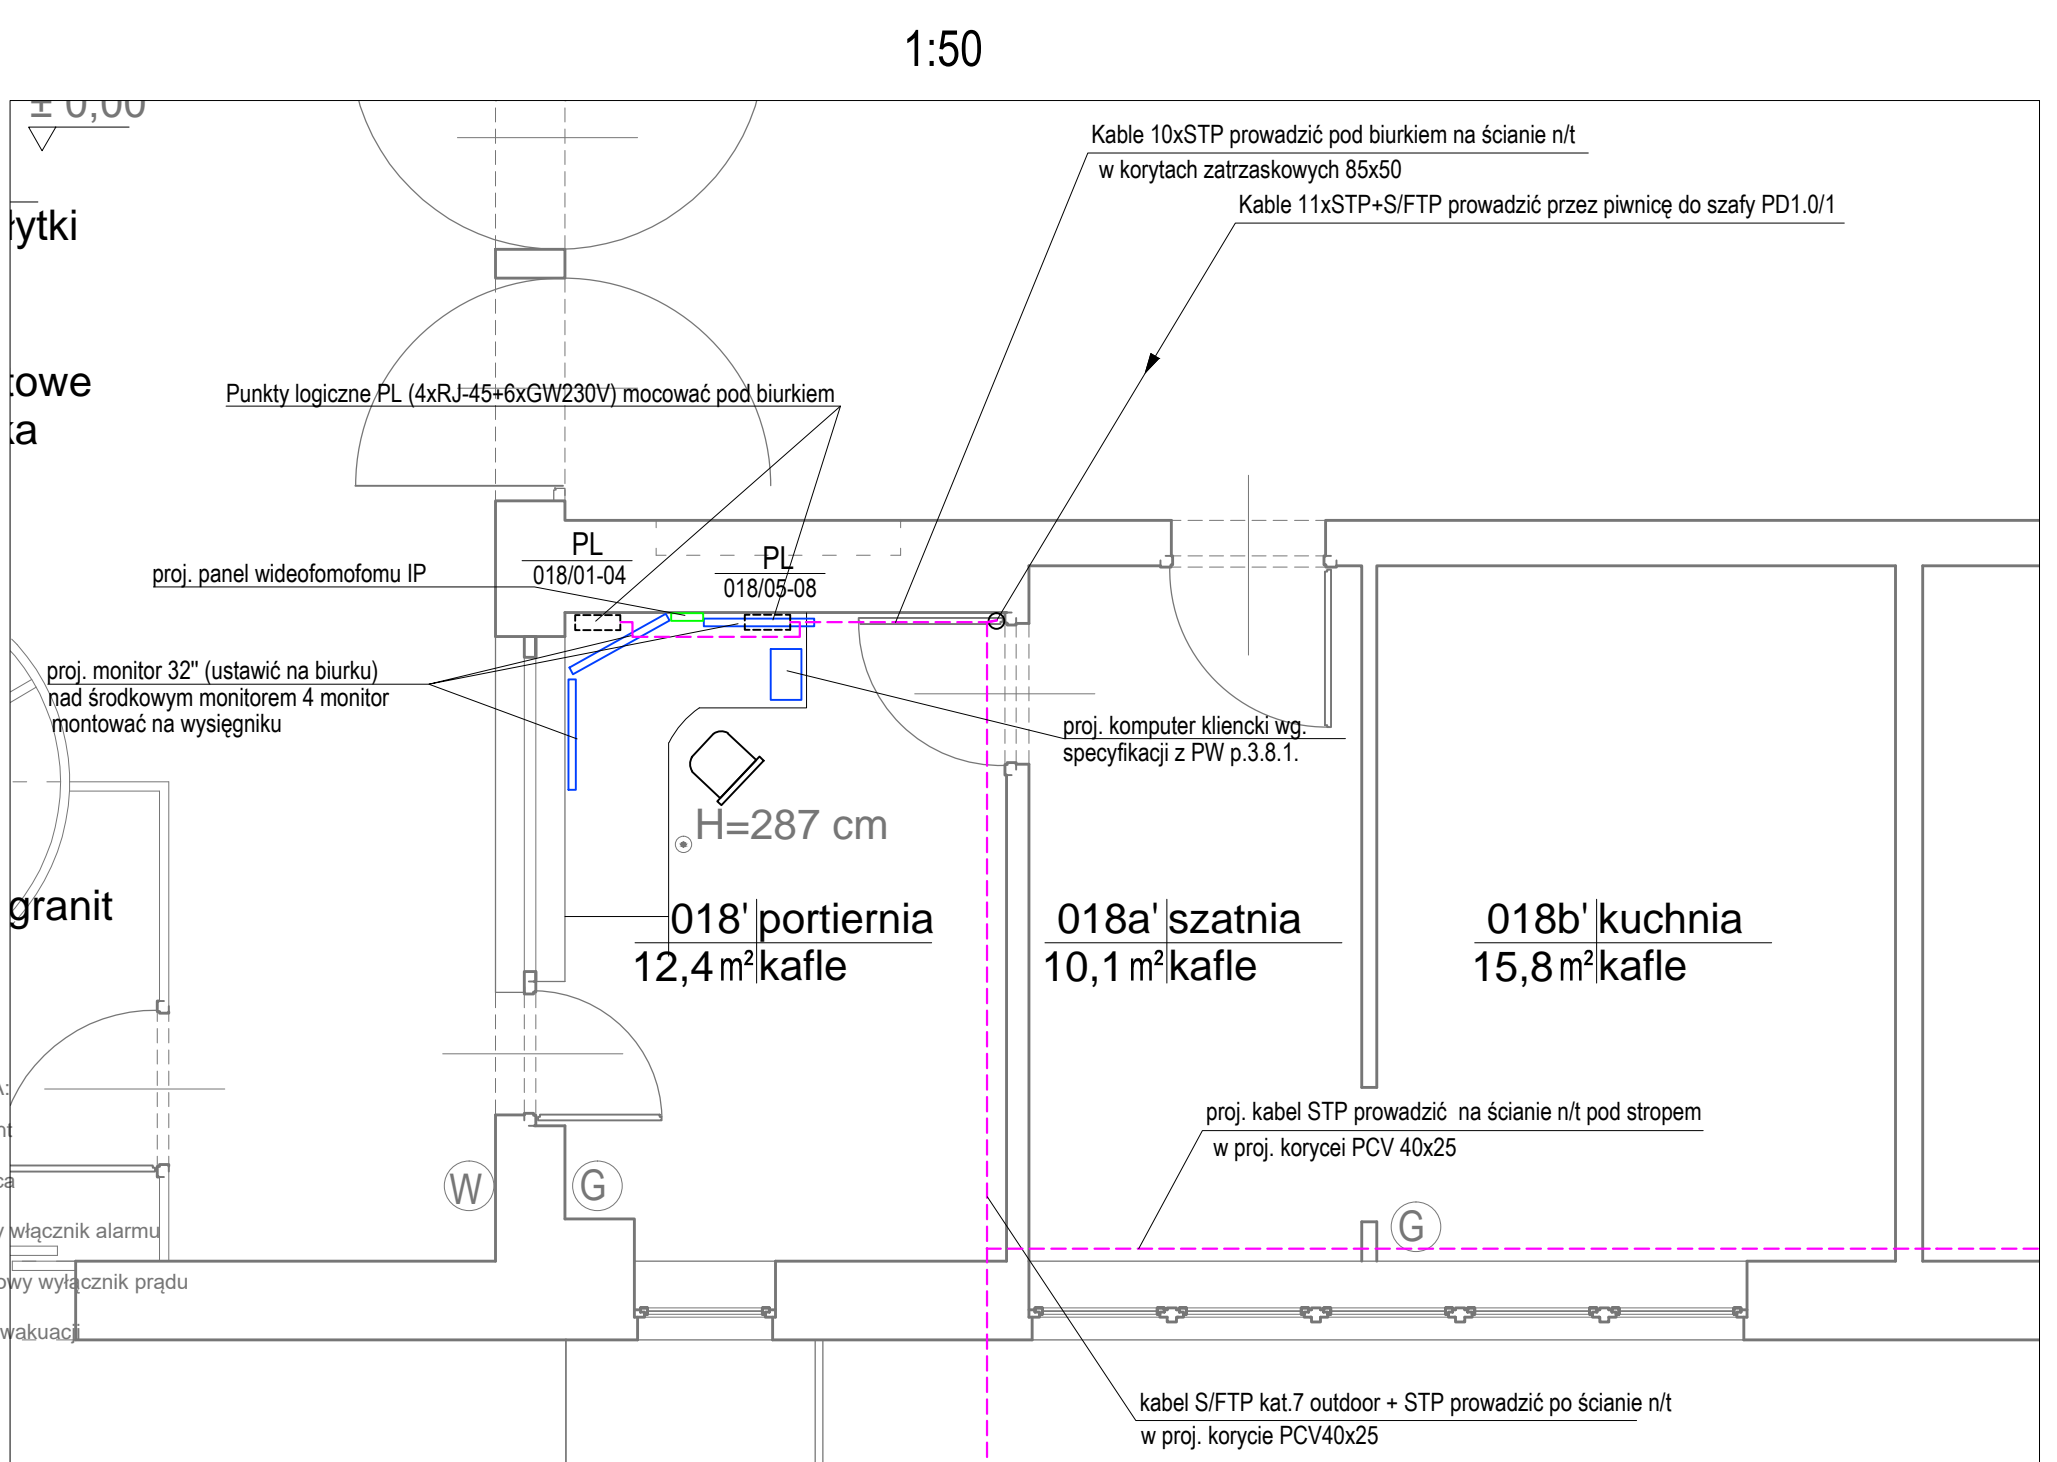 1:50
± 0,00
Kable 10xSTP prowadzić pod biurkiem na ścianie n/t
w korytach zatrzaskowych 85x50
Kable 11xSTP+S/FTP prowadzić przez piwnicę do szafy PD1.0/1
łytki
towe
ka
Punkty logiczne PL (4xRJ-45+6xGW230V) mocować pod biurkiem
PL
018/01-04
PL
018/05-08
proj. panel wideofomofomu IP
proj. monitor 32" (ustawić na biurku)
nad środkowym monitorem 4 monitor
montować na wysięgniku
proj. komputer kliencki wg.
specyfikacji z PW p.3.8.1.
H=287 cm
granit
018' portiernia
12,4 m² kafle
018a' szatnia
10,1 m² kafle
018b' kuchnia
15,8 m² kafle
A:
nt
ca
y włącznik alarmu
owy wyłącznik prądu
wakuacji
W
G
G
proj. kabel STP prowadzić na ścianie n/t pod stropem
w proj. korycei PCV 40x25
kabel S/FTP kat.7 outdoor + STP prowadzić po ścianie n/t
w proj. korycie PCV40x25